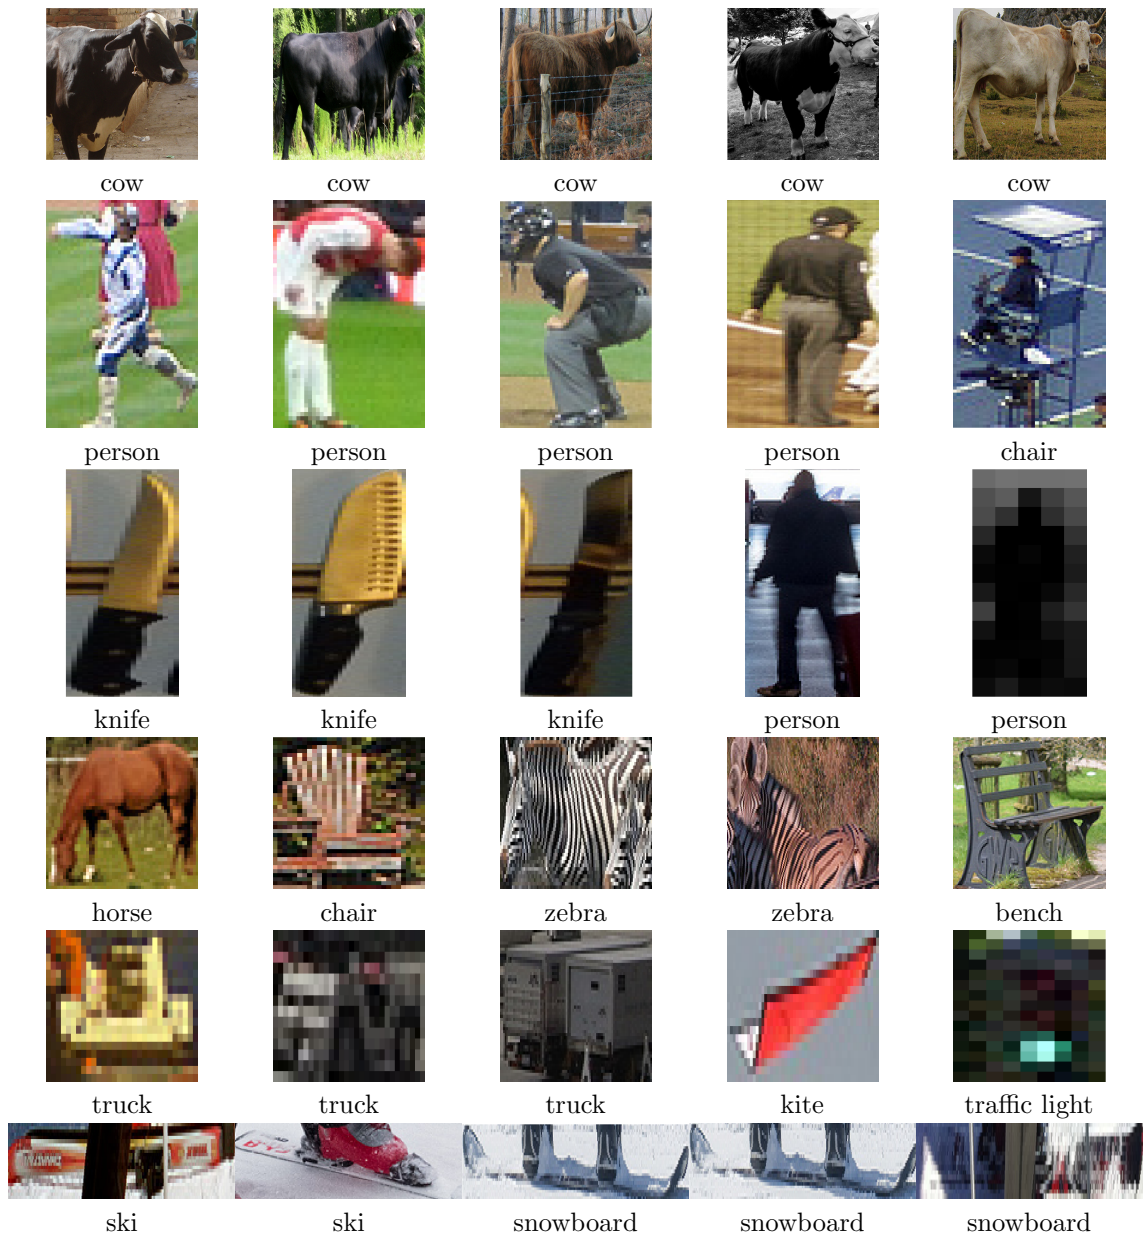 cow cow cow cow cow
person person person person chair
knife knife knife person person
horse chair zebra zebra bench
truck truck truck kite traffic light
ski ski snowboard snowboard snowboard